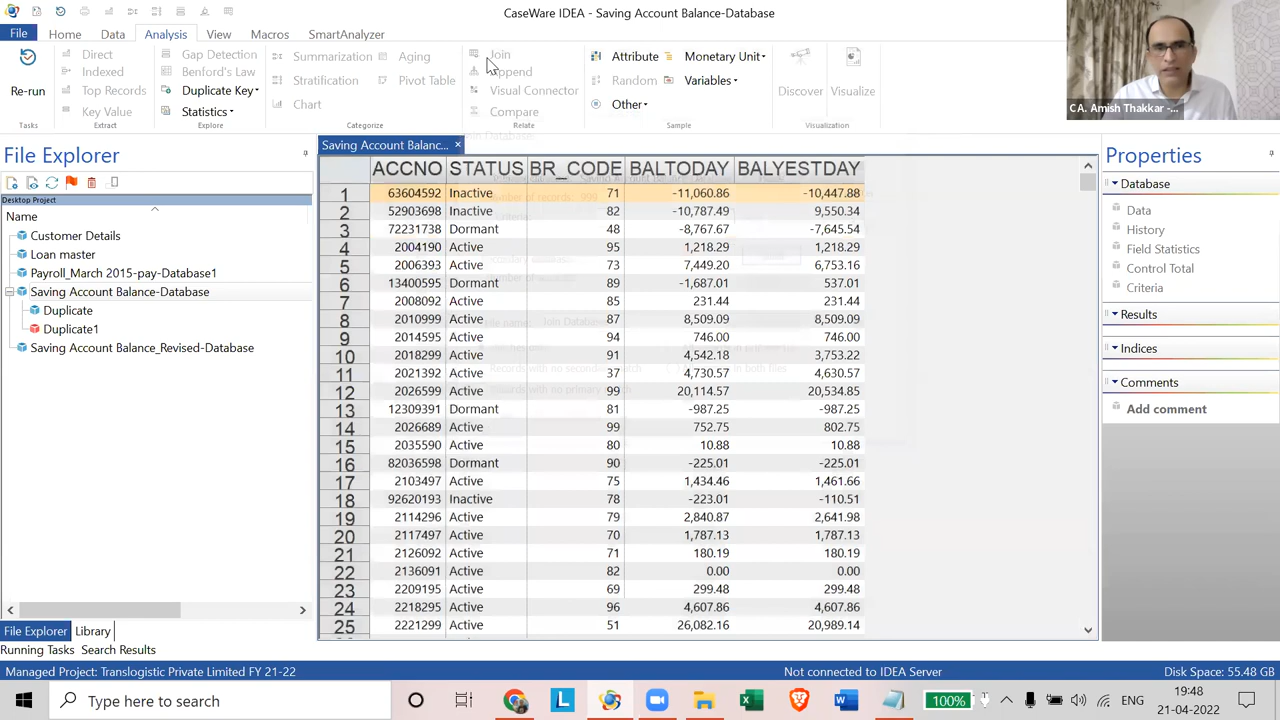 CaseWare IDEA - Saving Account Balance-Database
File Home Data Analysis View Macros SmartAnalyzer
Re-run
Tasks
Direct
Indexed
Top Records
Key Value
Extract
Gap Detection
Benford's Law
Duplicate Key
Statistics
Explore
Summarization
Stratification
Chart
Aging
Pivot Table
Categorize
Join
Append
Visual Connector
Compare
Relate
Attribute
Random
Other
Monetary Unit
Variables
Sample
Discover
Visualize
Visualization
CA. Amish Thakkar -...
File Explorer
Desktop Project
Name
Customer Details
Loan master
Payroll_March 2015-pay-Database1
Saving Account Balance-Database
Duplicate
Duplicate1
Saving Account Balance_Revised-Database
File Explorer Library
Running Tasks Search Results
Saving Account Balanc...
ACCNO STATUS BR_CODE BALTODAY BALYESTDAY
1 63604592 Inactive 71 -11,060.86 -10,447.88
2 52903698 Inactive 82 -10,787.49 9,550.34
3 72231738 Dormant 48 -8,767.67 -7,645.54
4 2004190 Active 95 1,218.29 1,218.29
5 2006393 Active 73 7,449.20 6,753.16
6 13400595 Dormant 89 -1,687.01 537.01
7 2008092 Active 85 231.44 231.44
8 2010999 Active 87 8,509.09 8,509.09
9 2014595 Active 94 746.00 746.00
10 2018299 Active 91 4,542.18 3,753.22
11 2021392 Active 37 4,730.57 4,630.57
12 2026599 Active 99 20,114.57 20,534.85
13 12309391 Dormant 81 -987.25 -987.25
14 2026689 Active 99 752.75 802.75
15 2035590 Active 80 10.88 10.88
16 82036598 Dormant 90 -225.01 -225.01
17 2103497 Active 75 1,434.46 1,461.66
18 92620193 Inactive 78 -223.01 -110.51
19 2114296 Active 79 2,840.87 2,641.98
20 2117497 Active 70 1,787.13 1,787.13
21 2126092 Active 71 180.19 180.19
22 2136091 Active 82 0.00 0.00
23 2209195 Active 69 299.48 299.48
24 2218295 Active 96 4,607.86 4,607.86
25 2221299 Active 51 26,082.16 20,989.14
Properties
Database
Data
History
Field Statistics
Control Total
Criteria
Results
Indices
Comments
Add comment
Managed Project: Translogistic Private Limited FY 21-22 Not connected to IDEA Server Disk Space: 55.48 GB
Type here to search
100%
ENG
19:48
21-04-2022